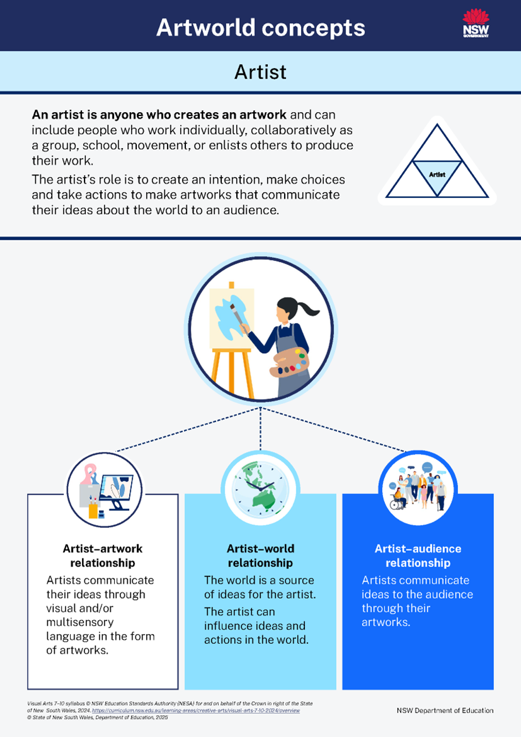 Artworld concepts
NSW
GOVERNMENT
Artist
An artist is anyone who creates an artwork and can
include people who work individually, collaboratively as
a group, school, movement, or enlists others to produce
their work.
The artist's role is to create an intention, make choices
and take actions to make artworks that communicate
their ideas about the world to an audience.
Artist
Artist–artwork
relationship
Artists communicate
their ideas through
visual and/or
multisensory
language in the form
of artworks.
Artist–world
relationship
The world is a source
of ideas for the artist.
The artist can
influence ideas and
actions in the world.
Artist–audience
relationship
Artists communicate
ideas to the audience
through their
artworks.
Visual Arts 7–10 syllabus © NSW Education Standards Authority (NESA) for and on behalf of the Crown in right of the State
of New South Wales, 2024. https://curriculum.nsw.edu.au/learning-areas/creative-arts/visual-arts-7-10-2024/overview
© State of New South Wales, Department of Education, 2025
NSW Department of Education